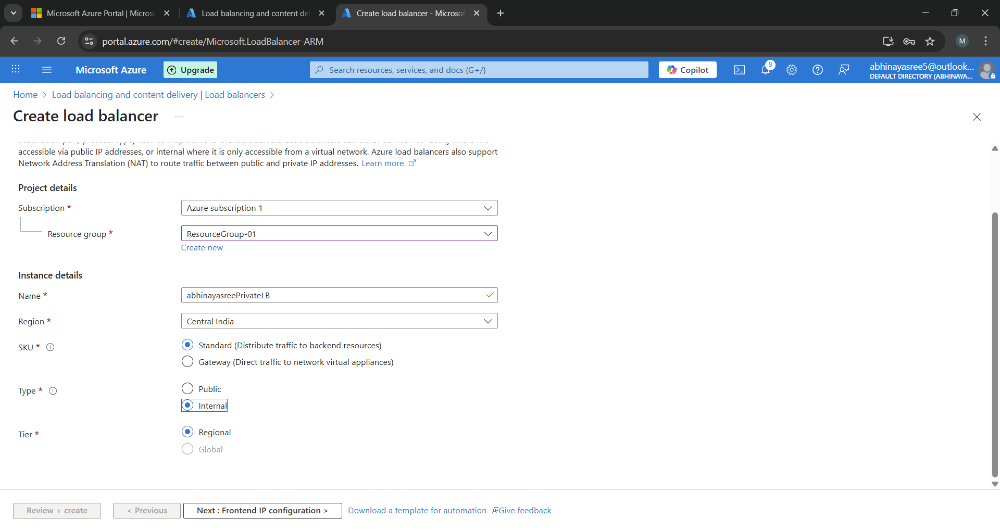 Microsoft Azure Portal | Micros
Load balancing and content de
Create load balancer - Microsof
portal.azure.com/#create/Microsoft.LoadBalancer-ARM
M
Microsoft Azure
Upgrade
Search resources, services, and docs (G+/)
Copilot
8
abhinayasree5@outlook...
DEFAULT DIRECTORY (ABHINAYA...
Home > Load balancing and content delivery | Load balancers >
Create load balancer ...
accessible via public IP addresses, or internal where it is only accessible from a virtual network. Azure load balancers also support
Network Address Translation (NAT) to route traffic between public and private IP addresses. Learn more.
Project details
Subscription *
Azure subscription 1
Resource group *
ResourceGroup-01
Create new
Instance details
Name *
abhinayasreePrivateLB
Region *
Central India
SKU *
Standard (Distribute traffic to backend resources)
Gateway (Direct traffic to network virtual appliances)
Type *
Public
Internal
Tier *
Regional
Global
Review + create
< Previous
Next : Frontend IP configuration >
Download a template for automation
Give feedback